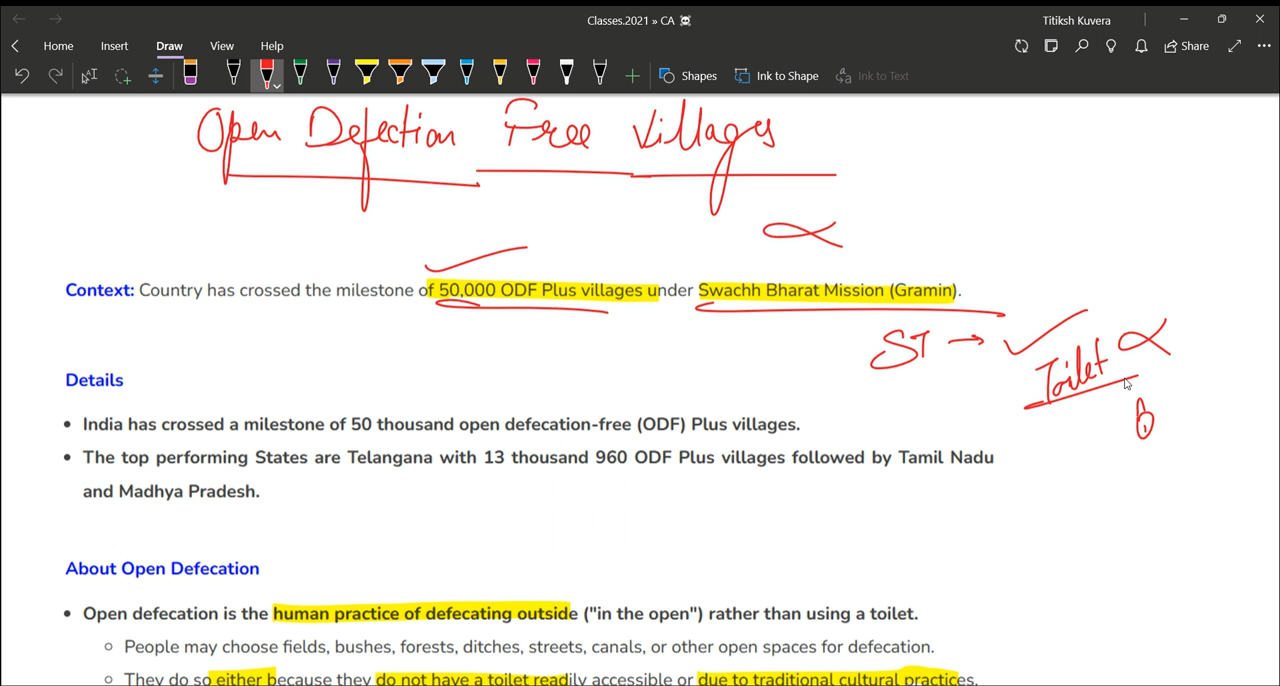 Classes.2021 » CA
Titiksh Kuvera
Home Insert Draw View Help
Share
Shapes Ink to Shape Ink to Text
Open Defection Free Villages
Context: Country has crossed the milestone of 50,000 ODF Plus villages under Swachh Bharat Mission (Gramin).
ST →
Toilet
Details
• India has crossed a milestone of 50 thousand open defecation-free (ODF) Plus villages.
• The top performing States are Telangana with 13 thousand 960 ODF Plus villages followed by Tamil Nadu
and Madhya Pradesh.
About Open Defecation
• Open defecation is the human practice of defecating outside ("in the open") rather than using a toilet.
○ People may choose fields, bushes, forests, ditches, streets, canals, or other open spaces for defecation.
○ They do so either because they do not have a toilet readily accessible or due to traditional cultural practices.